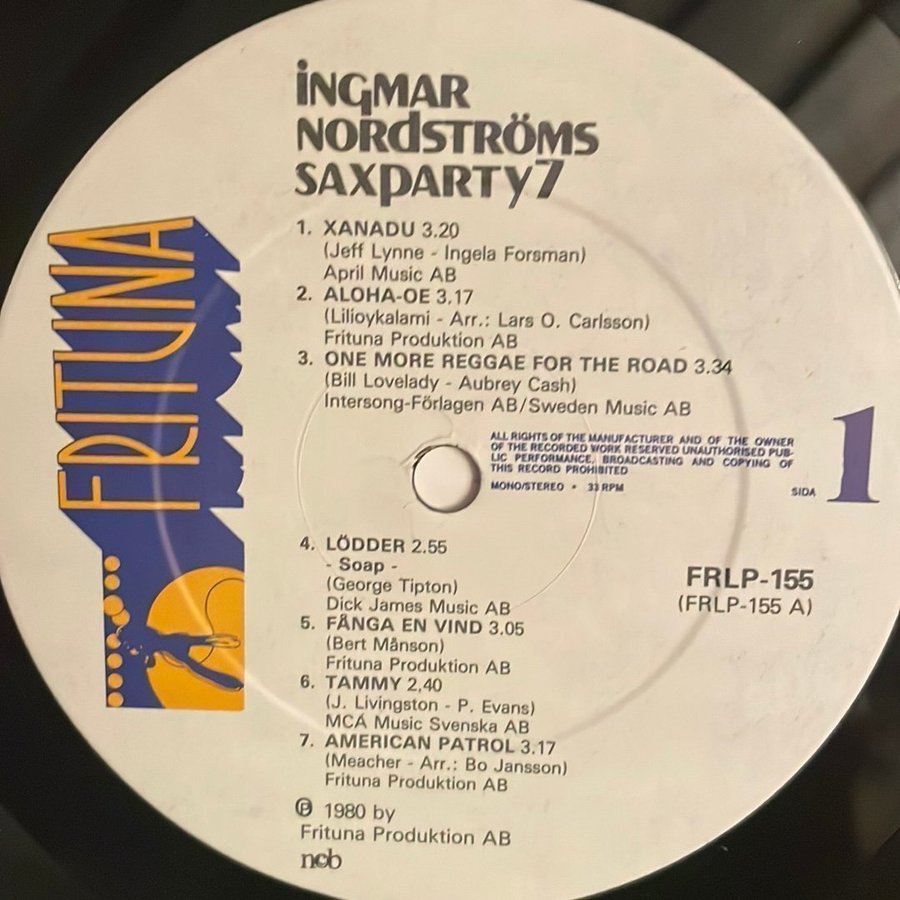 iNGMAR
NORdSTRÖMS
SAXPARTY7
1. XANADU 3.20
(Jeff Lynne - Ingela Forsman)
April Music AB
2. ALOHA-OE 3.17
(Lilioykalami - Arr.: Lars O. Carlsson)
Frituna Produktion AB
3. ONE MORE REGGAE FOR THE ROAD 3.34
(Bill Lovelady - Aubrey Cash)
Intersong-Förlagen AB/Sweden Music AB
FRITUNA
ALL RIGHTS OF THE MANUFACTURER AND OF THE OWNER
OF THE RECORDED WORK RESERVED UNAUTHORISED PUB-
LIC PERFORMANCE, BROADCASTING AND COPYING OF
THIS RECORD PROHIBITED
MONO/STEREO • 33 RPM
SIDA 1
4. LÖDDER 2.55
- Soap -
(George Tipton)
Dick James Music AB
FRLP-155
(FRLP-155 A)
5. FÅNGA EN VIND 3.05
(Bert Månson)
Frituna Produktion AB
6. TAMMY 2,40
(J. Livingston - P. Evans)
MCA Music Svenska AB
7. AMERICAN PATROL 3.17
(Meacher - Arr.: Bo Jansson)
Frituna Produktion AB
℗ 1980 by
Frituna Produktion AB
ncb